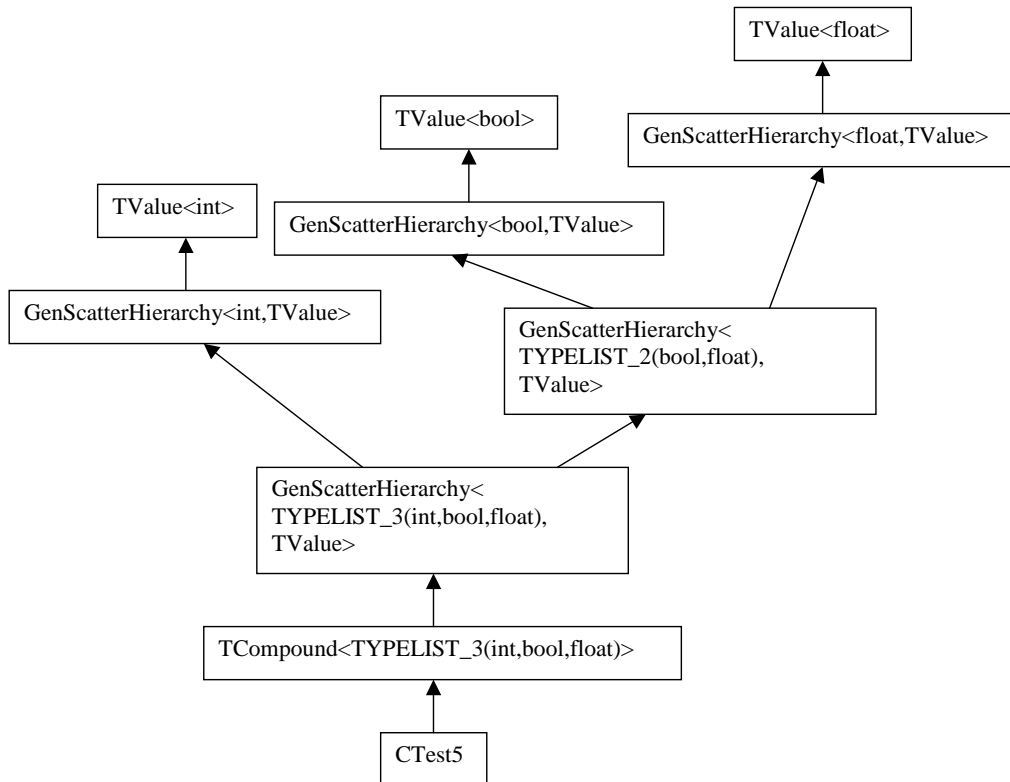 TValue<float>
TValue<bool>
GenScatterHierarchy<float,TValue>
TValue<int>
GenScatterHierarchy<bool,TValue>
GenScatterHierarchy<int,TValue>
GenScatterHierarchy<
TYPELIST_2(bool,float),
TValue>
GenScatterHierarchy<
TYPELIST_3(int,bool,float),
TValue>
TCompound<TYPELIST_3(int,bool,float)>
CTest5